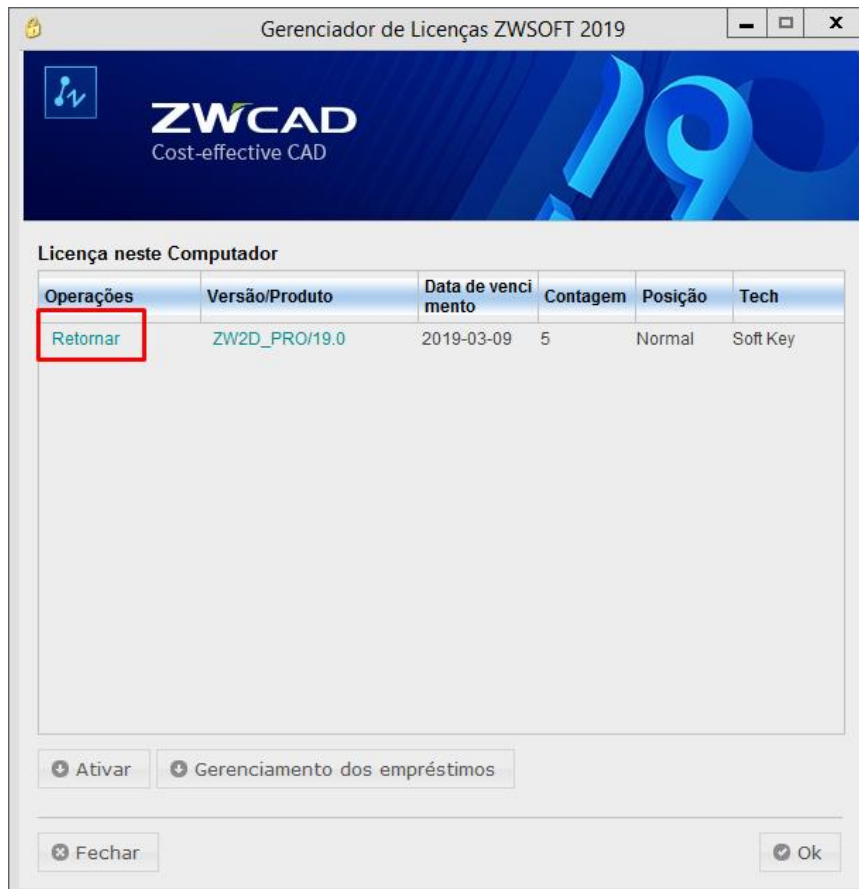 Gerenciador de Licenças ZWSOFT 2019
ZWCAD
Cost-effective CAD
Licença neste Computador
Operações Versão/Produto Data de venci mento Contagem Posição Tech
Retornar ZW2D_PRO/19.0 2019-03-09 5 Normal Soft Key
Ativar Gerenciamento dos empréstimos
Fechar Ok